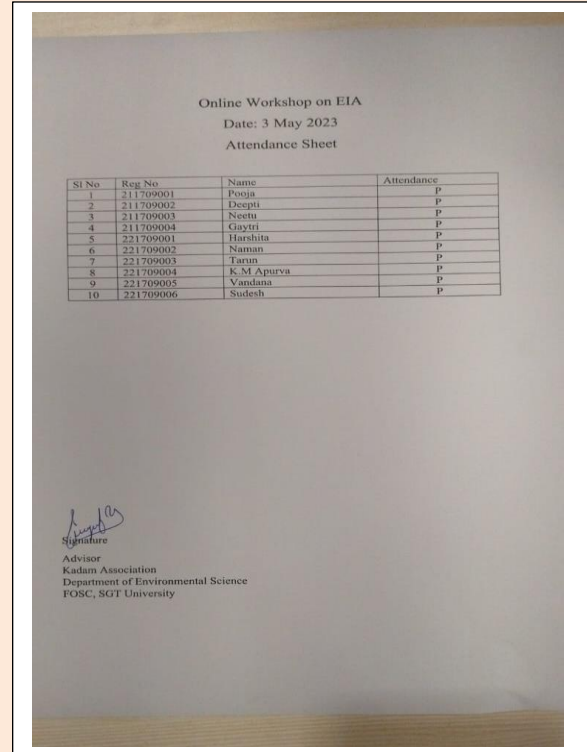 Online Workshop on EIA
Date: 3 May 2023
Attendance Sheet
Sl No Reg No Name Attendance
1 211709001 Pooja P
2 211709002 Deepti P
3 211709003 Neetu P
4 211709004 Gaytri P
5 221709001 Harshita P
6 221709002 Naman P
7 221709003 Tarun P
8 221709004 K.M Apurva P
9 221709005 Vandana P
10 221709006 Sudesh P
Signature
Advisor
Kadam Association
Department of Environmental Science
FOSC, SGT University